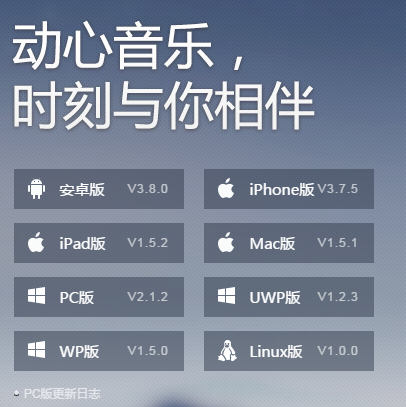 动心音乐，
时刻与你相伴
安卓版 V3.8.0 iPhone版 V3.7.5
iPad版 V1.5.2 Mac版 V1.5.1
PC版 V2.1.2 UWP版 V1.2.3
WP版 V1.5.0 Linux版 V1.0.0
• PC版更新日志